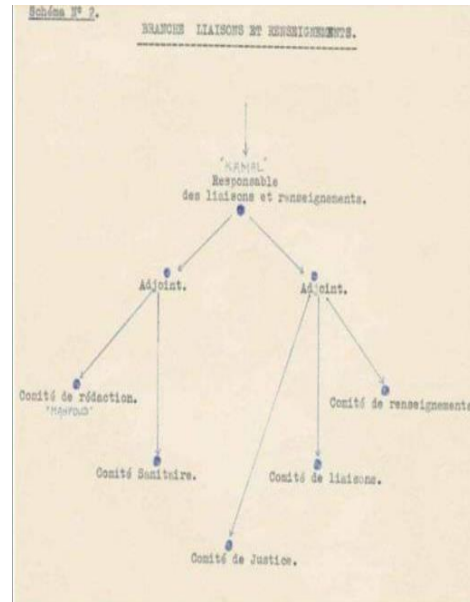 Schéma N° 2.
BRANCHE LIAISONS ET RENSEIGNEMENTS.
"KAMAL"
Responsable
des liaisons et renseignements.
Adjoint.
Adjoint.
Comité de rédaction.
"MAHFOUD"
Comité de renseignements
Comité Sanitaire.
Comité de liaisons.
Comité de Justice.